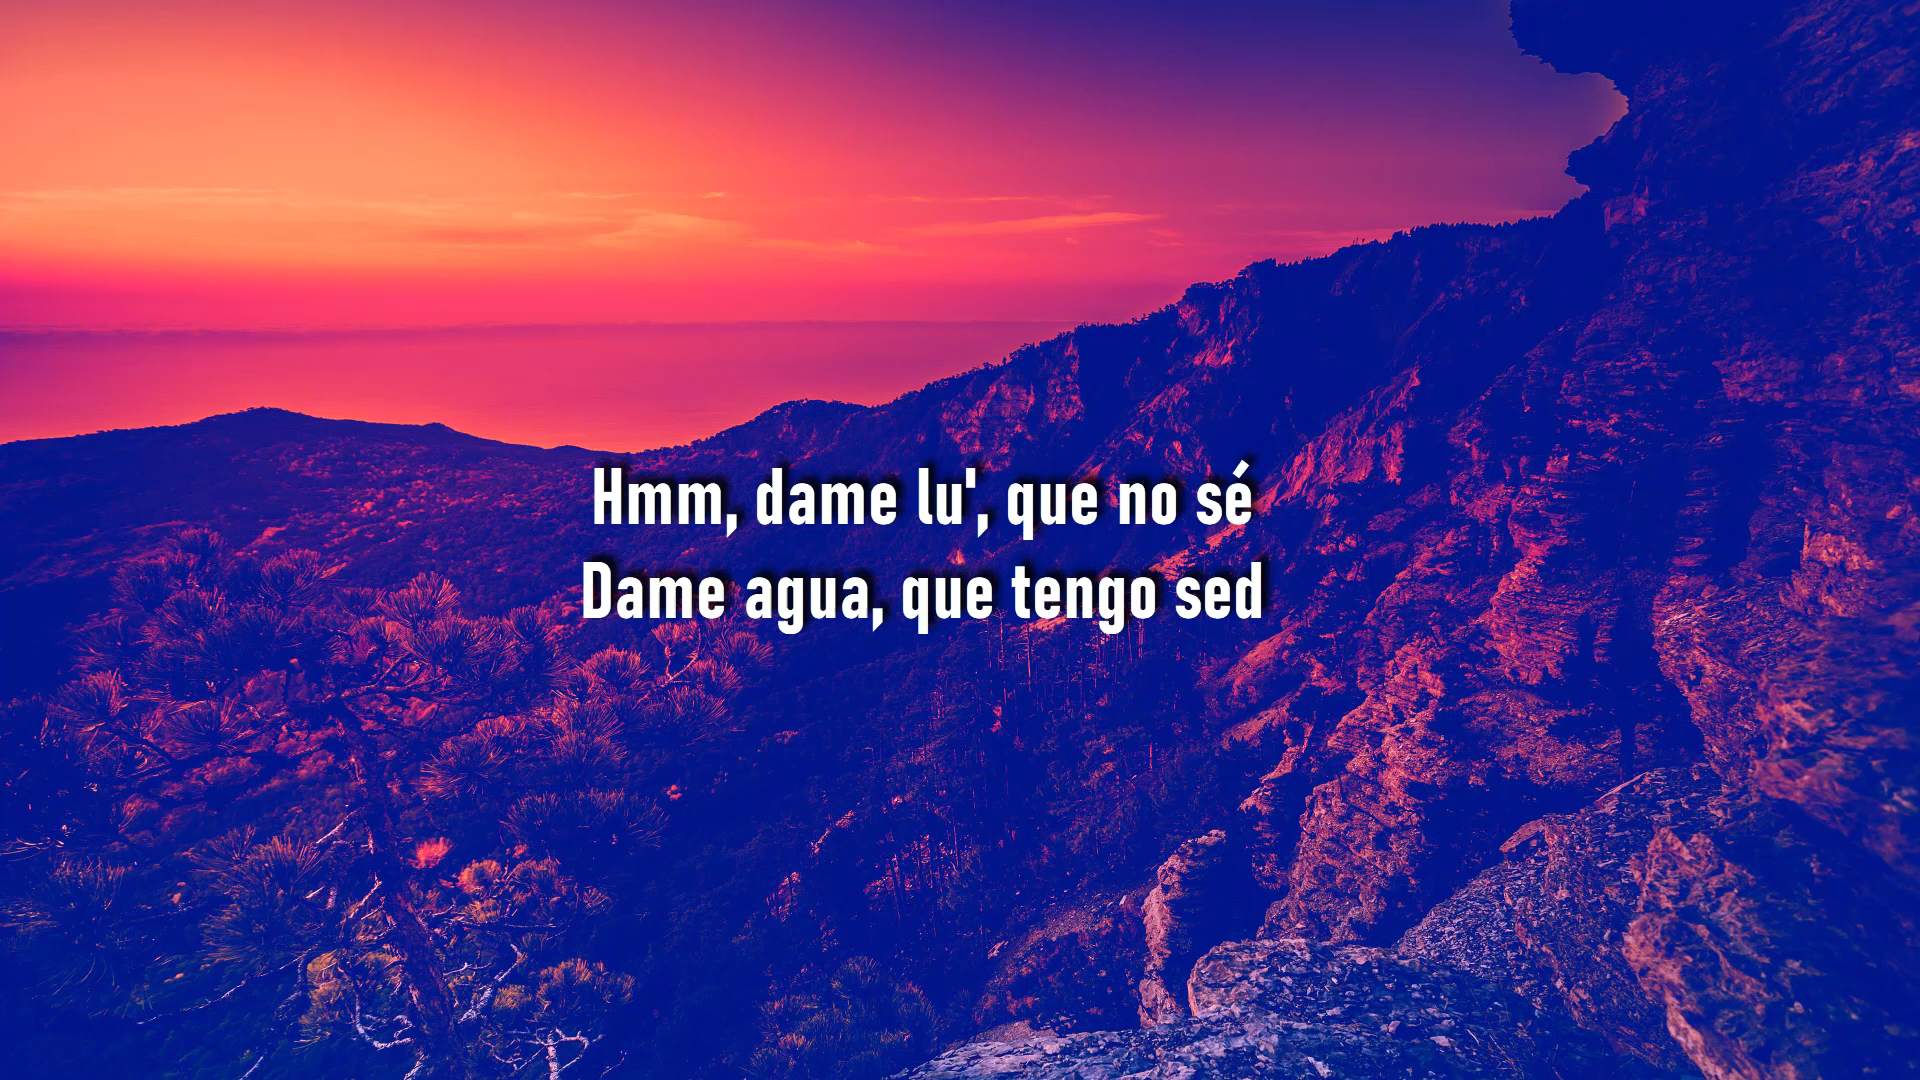 Hmm, dame lu', que no sé
Dame agua, que tengo sed